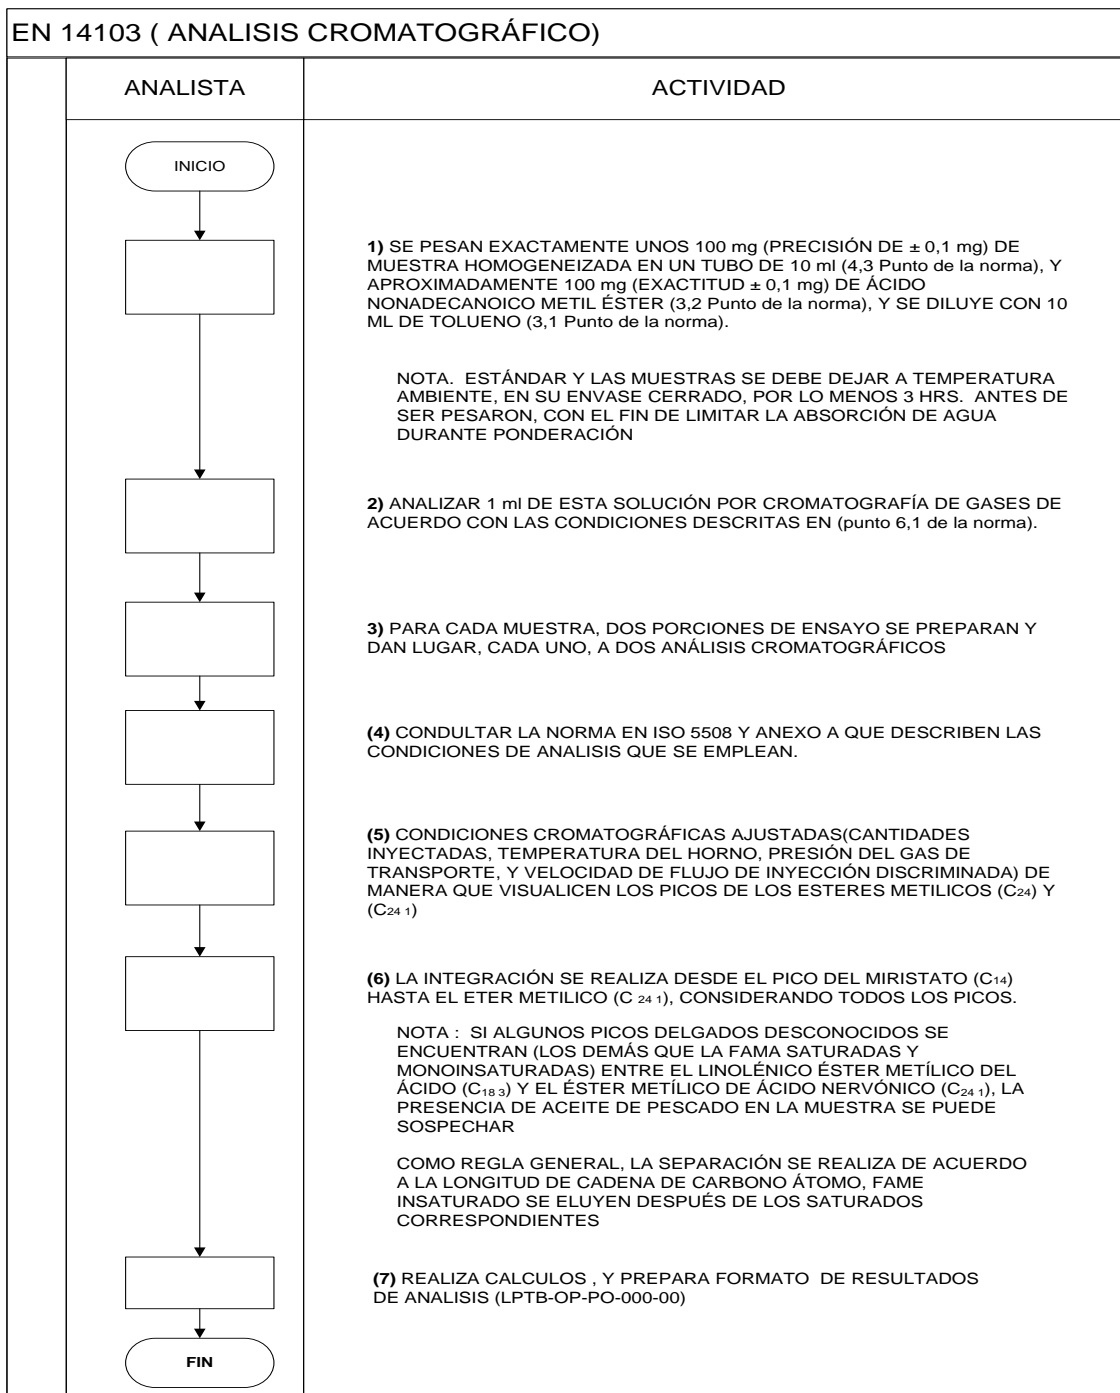 EN 14103 ( ANALISIS CROMATOGRÁFICO)
ANALISTA
ACTIVIDAD
INICIO
1) SE PESAN EXACTAMENTE UNOS 100 mg (PRECISIÓN DE ± 0,1 mg) DE
MUESTRA HOMOGENEIZADA EN UN TUBO DE 10 ml (4,3 Punto de la norma), Y
APROXIMADAMENTE 100 mg (EXACTITUD ± 0,1 mg) DE ÁCIDO
NONADECANOICO METIL ÉSTER (3,2 Punto de la norma), Y SE DILUYE CON 10
ML DE TOLUENO (3,1 Punto de la norma).
NOTA. ESTÁNDAR Y LAS MUESTRAS SE DEBE DEJAR A TEMPERATURA
AMBIENTE, EN SU ENVASE CERRADO, POR LO MENOS 3 HRS. ANTES DE
SER PESARON, CON EL FIN DE LIMITAR LA ABSORCIÓN DE AGUA
DURANTE PONDERACIÓN
2) ANALIZAR 1 ml DE ESTA SOLUCIÓN POR CROMATOGRAFÍA DE GASES DE
ACUERDO CON LAS CONDICIONES DESCRITAS EN (punto 6,1 de la norma).
3) PARA CADA MUESTRA, DOS PORCIONES DE ENSAYO SE PREPARAN Y
DAN LUGAR, CADA UNO, A DOS ANÁLISIS CROMATOGRÁFICOS
(4) CONDULTAR LA NORMA EN ISO 5508 Y ANEXO A QUE DESCRIBEN LAS
CONDICIONES DE ANALISIS QUE SE EMPLEAN.
(5) CONDICIONES CROMATOGRÁFICAS AJUSTADAS(CANTIDADES
INYECTADAS, TEMPERATURA DEL HORNO, PRESIÓN DEL GAS DE
TRANSPORTE, Y VELOCIDAD DE FLUJO DE INYECCIÓN DISCRIMINADA) DE
MANERA QUE VISUALICEN LOS PICOS DE LOS ESTERES METILICOS (C24) Y
(C24 1)
(6) LA INTEGRACIÓN SE REALIZA DESDE EL PICO DEL MIRISTATO (C14)
HASTA EL ETER METILICO (C 24 1), CONSIDERANDO TODOS LOS PICOS.
NOTA : SI ALGUNOS PICOS DELGADOS DESCONOCIDOS SE
ENCUENTRAN (LOS DEMÁS QUE LA FAMA SATURADAS Y
MONOINSATURADAS) ENTRE EL LINOLÉNICO ÉSTER METÍLICO DEL
ÁCIDO (C18 3) Y EL ÉSTER METÍLICO DE ÁCIDO NERVÓNICO (C24 1), LA
PRESENCIA DE ACEITE DE PESCADO EN LA MUESTRA SE PUEDE
SOSPECHAR
COMO REGLA GENERAL, LA SEPARACIÓN SE REALIZA DE ACUERDO
A LA LONGITUD DE CADENA DE CARBONO ÁTOMO, FAME
INSATURADO SE ELUYEN DESPUÉS DE LOS SATURADOS
CORRESPONDIENTES
(7) REALIZA CALCULOS , Y PREPARA FORMATO DE RESULTADOS
DE ANALISIS (LPTB-OP-PO-000-00)
FIN